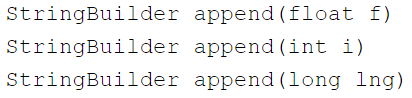 StringBuilder append(float f)
StringBuilder append(int i)
StringBuilder append(long lng)